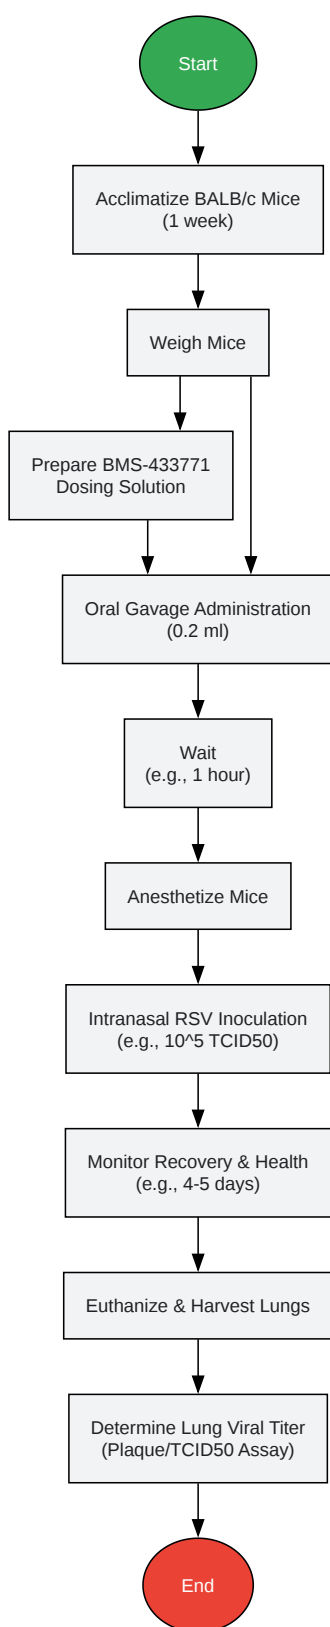 Start
Acclimatize BALB/c Mice
(1 week)
Weigh Mice
Prepare BMS-433771
Dosing Solution
Oral Gavage Administration
(0.2 ml)
Wait
(e.g., 1 hour)
Anesthetize Mice
Intranasal RSV Inoculation
(e.g., 10^5 TCID50)
Monitor Recovery & Health
(e.g., 4-5 days)
Euthanize & Harvest Lungs
Determine Lung Viral Titer
(Plaque/TCID50 Assay)
End